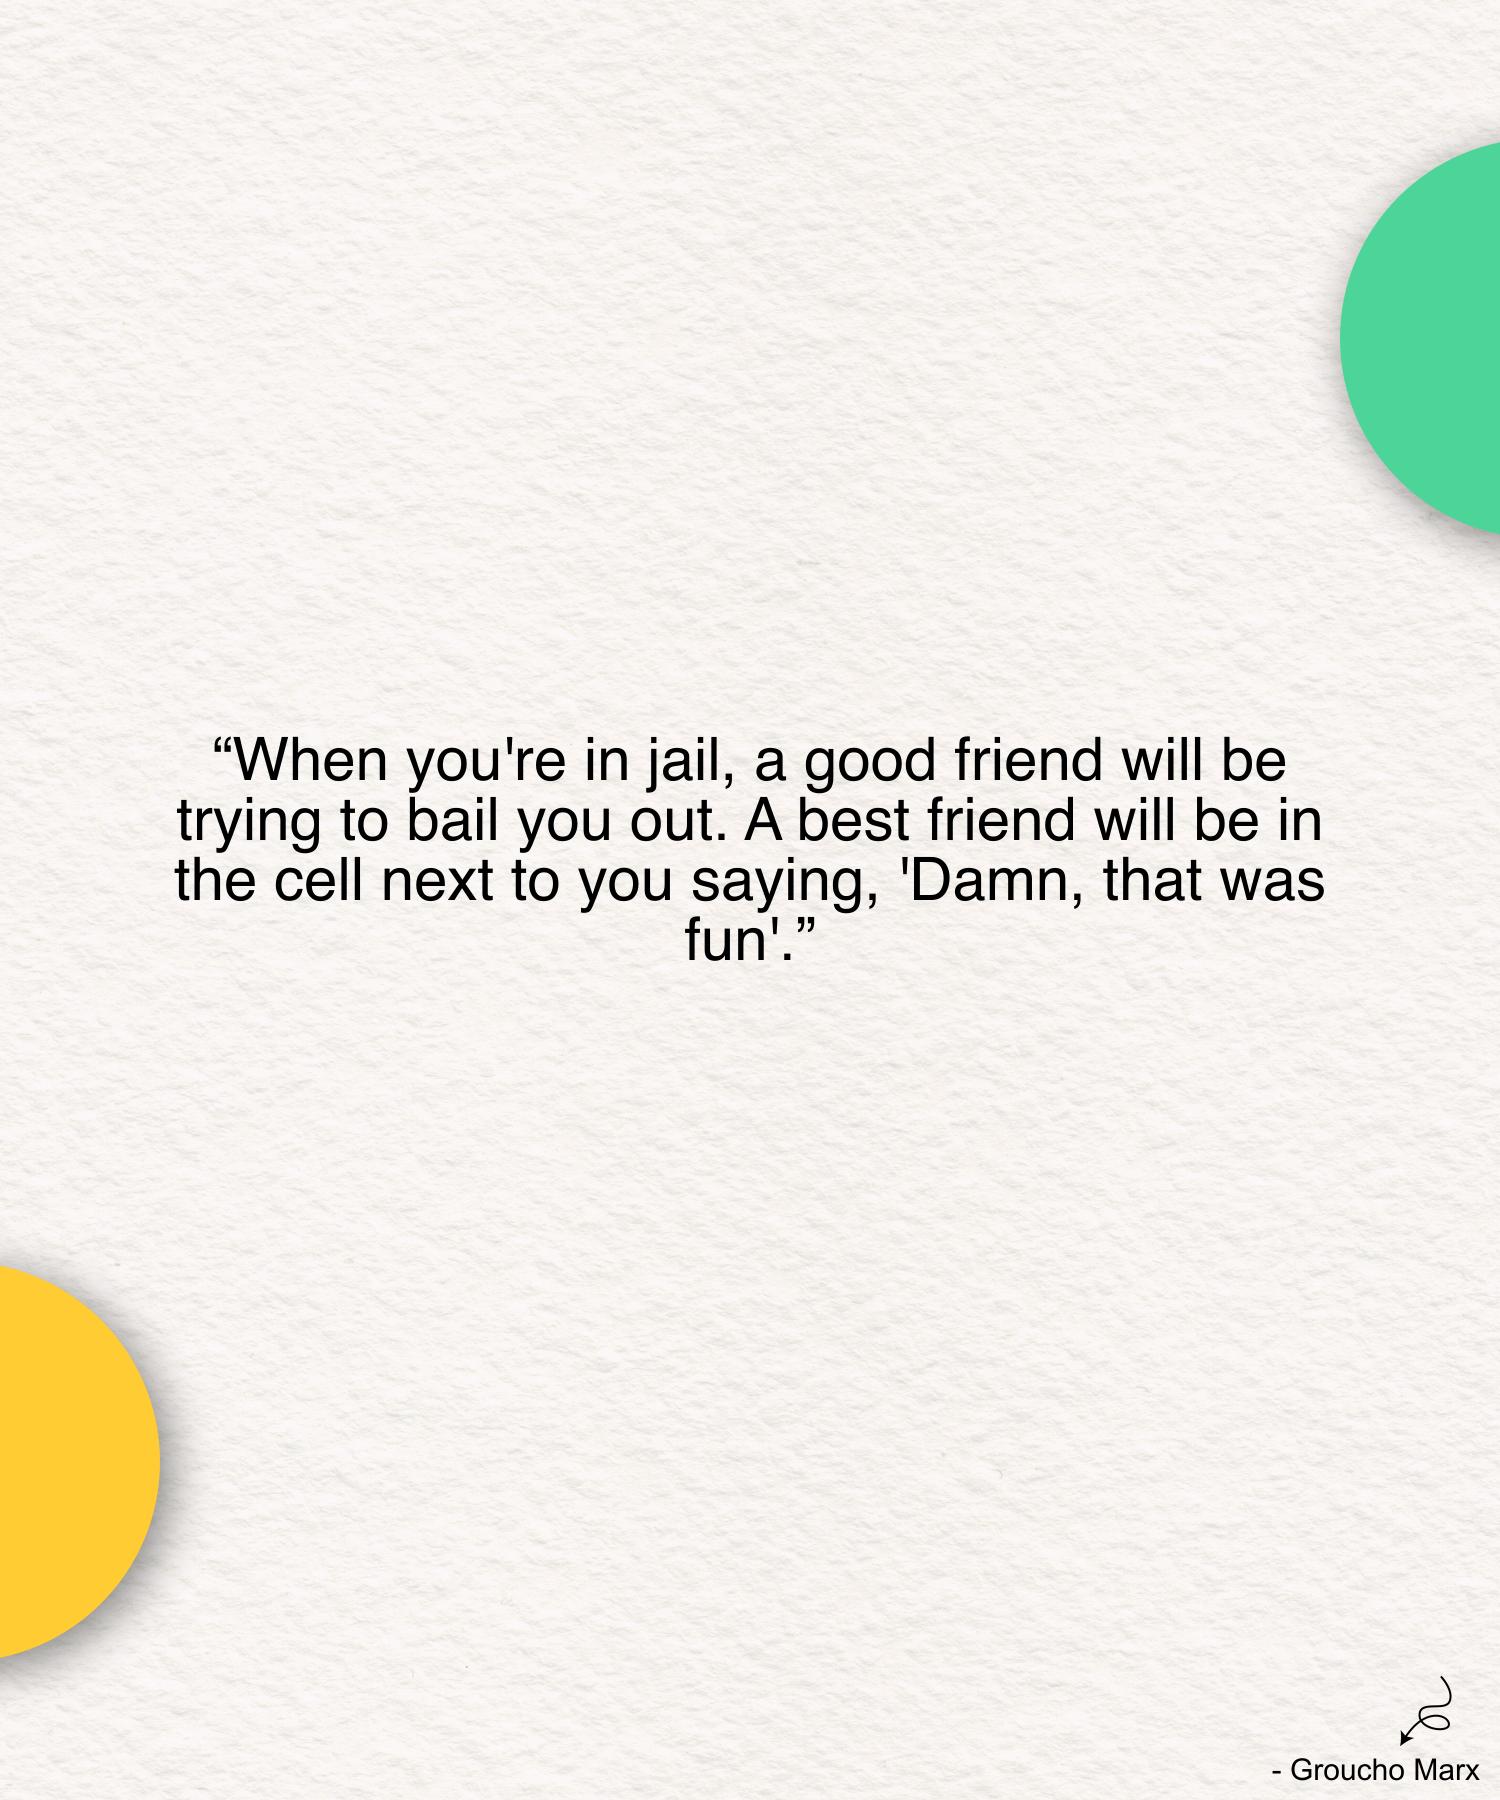 “When you're in jail, a good friend will be
trying to bail you out. A best friend will be in
the cell next to you saying, 'Damn, that was
fun'.”
- Groucho Marx